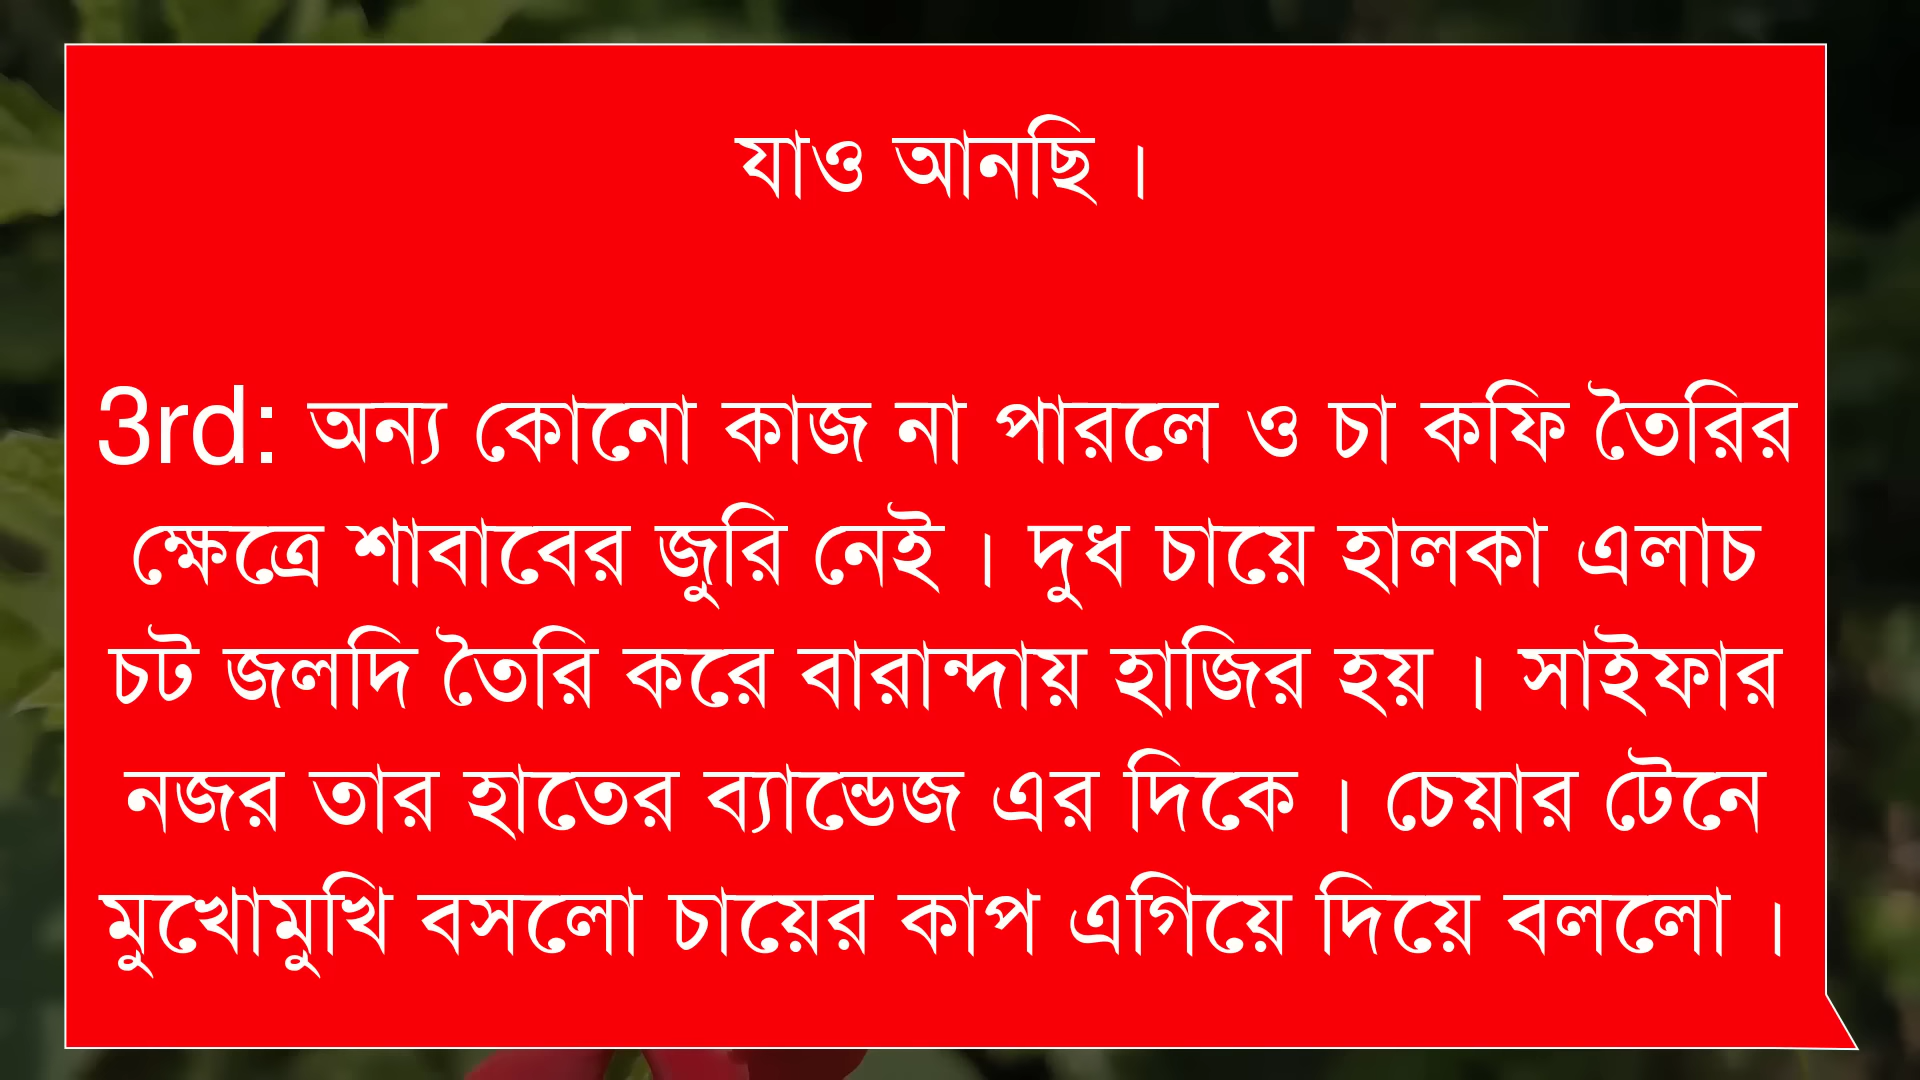 যাও আনছি ।
3rd: অন্য কোনো কাজ না পারলে ও চা কফি তৈরির
ক্ষেত্রে শাবাবের জুরি নেই । দুধ চায়ে হালকা এলাচ
চট জলদি তৈরি করে বারান্দায় হাজির হয় । সাইফার
নজর তার হাতের ব্যান্ডেজ এর দিকে । চেয়ার টেনে
মুখোমুখি বসলো চায়ের কাপ এগিয়ে দিয়ে বললো ।